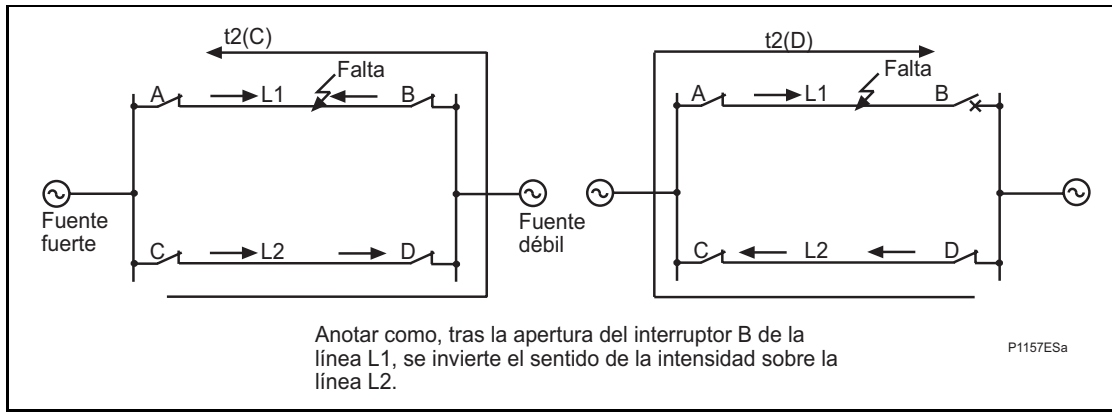 t2(C)
Falta
A
L1
B
Fuente
fuerte
Fuente
débil
C
L2
D
t2(D)
Falta
A
L1
B
C
L2
D
Anotar como, tras la apertura del interruptor B de la
línea L1, se invierte el sentido de la intensidad sobre la
línea L2.
P1157ESa